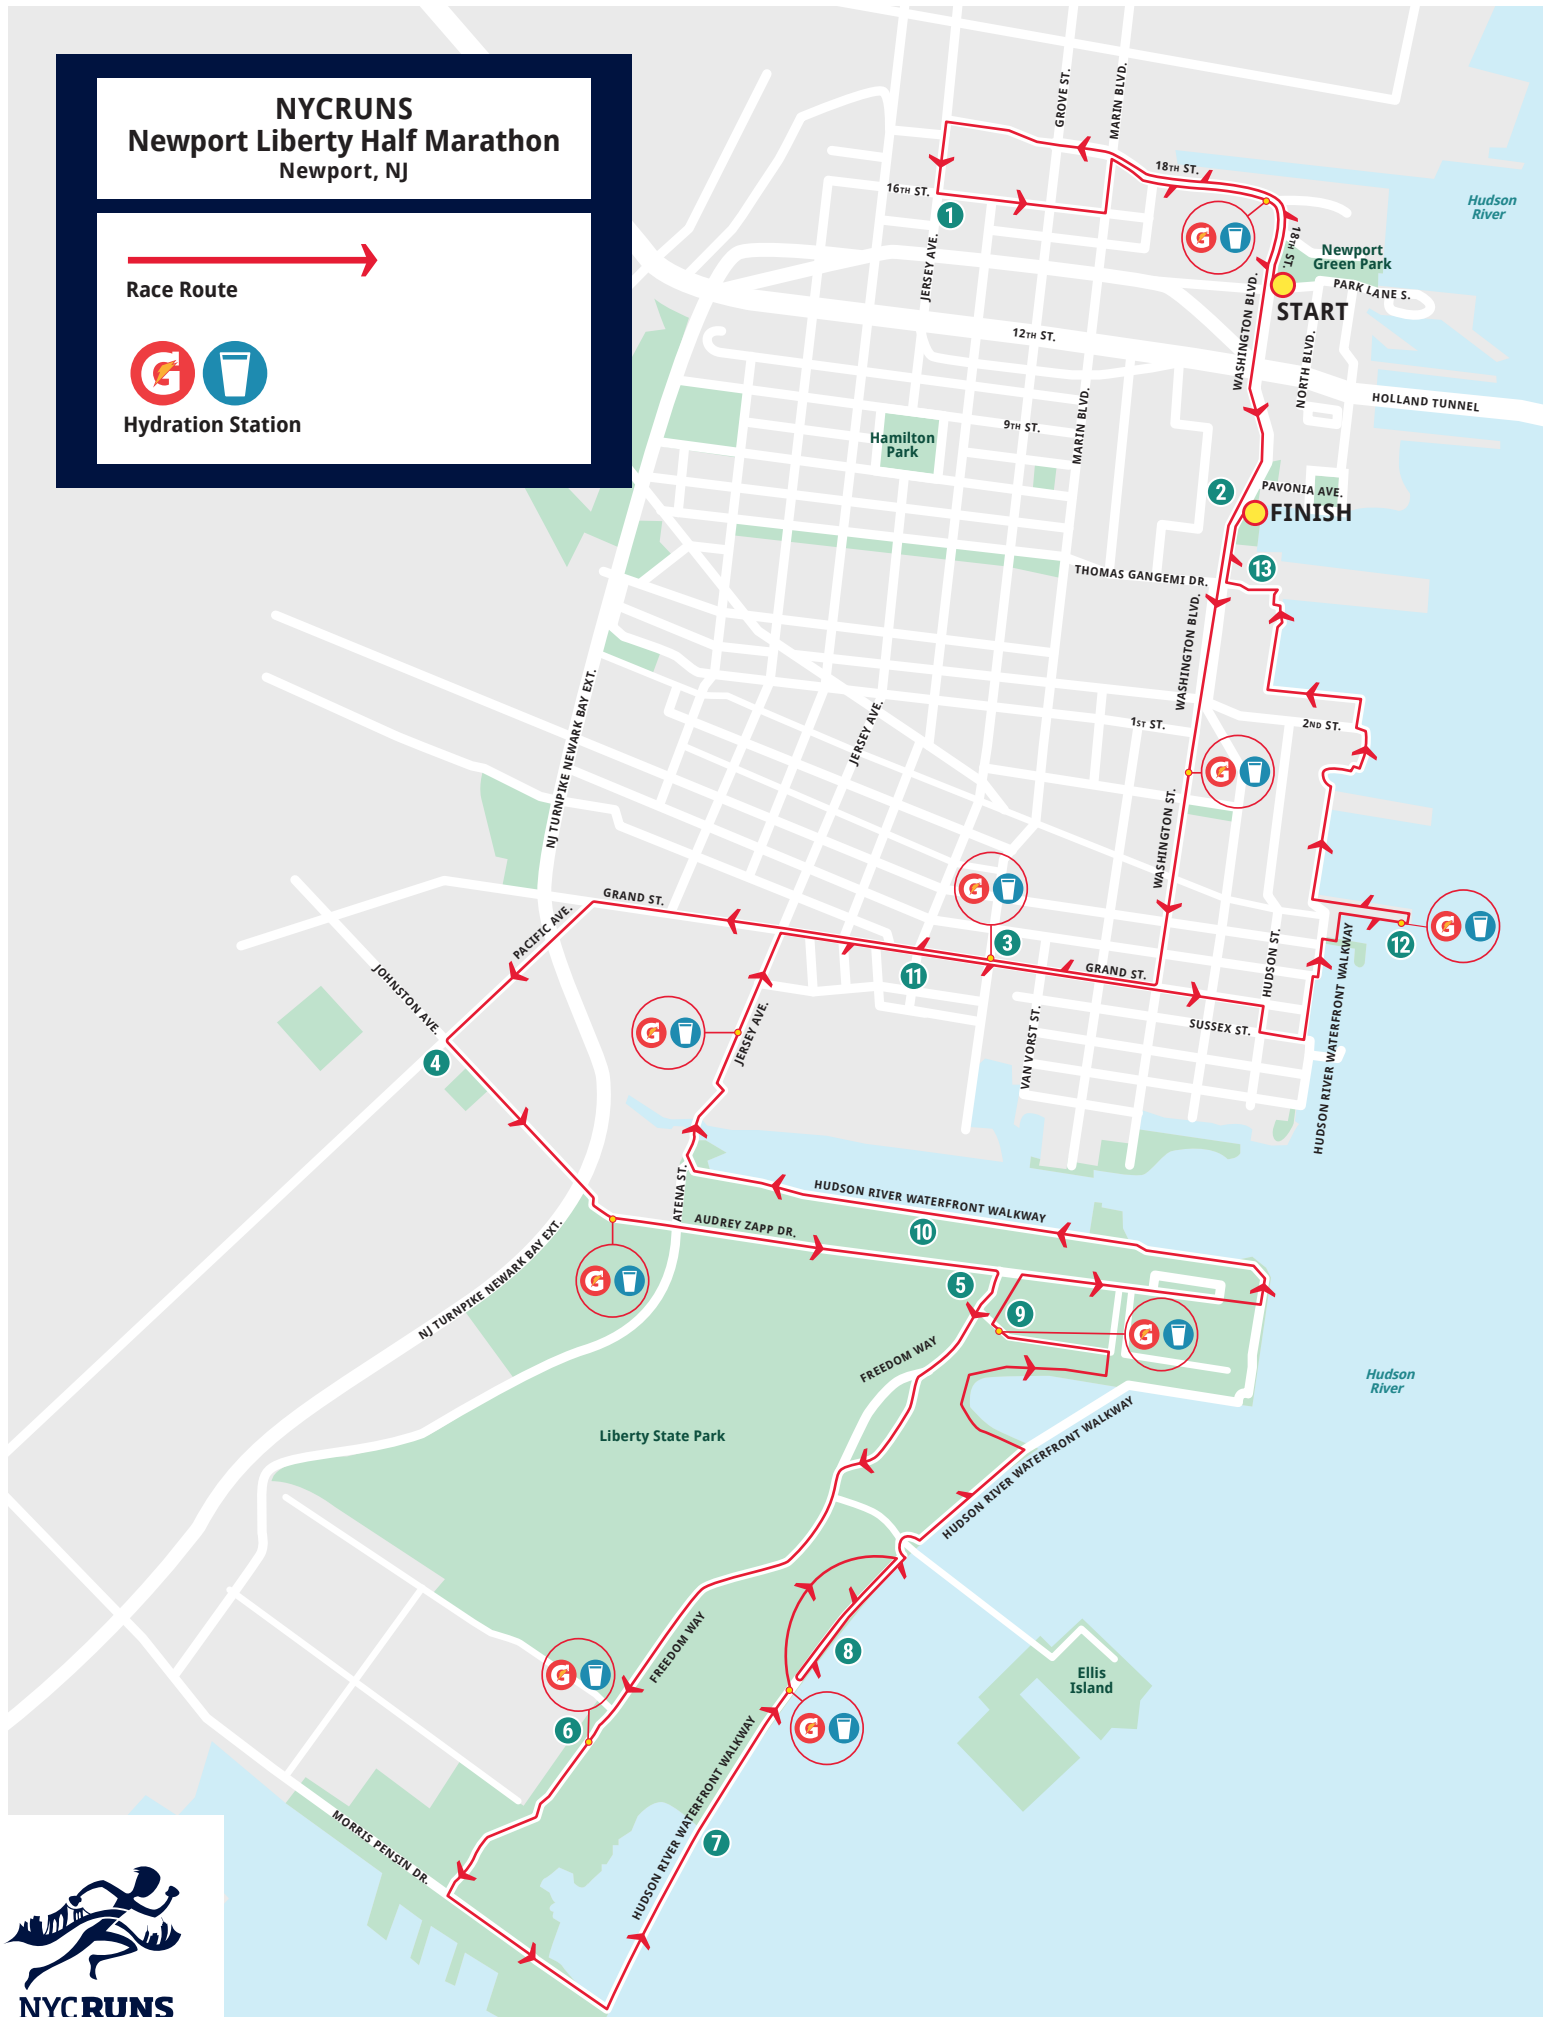 NYCRUNS
Newport Liberty Half Marathon
Newport, NJ
Race Route
G
Hydration Station
GROVE ST.
MARIN BLVD.
18TH ST.
16TH ST.
1
JERSEY AVE.
Hudson
River
G
18TH ST.
Newport
Green Park
PARK LANE S.
START
WASHINGTON BLVD.
NORTH BLVD.
12TH ST.
HOLLAND TUNNEL
MARIN BLVD.
9TH ST.
Hamilton
Park
2
PAVONIA AVE.
FINISH
13
THOMAS GANGEMI DR.
WASHINGTON BLVD.
NJ TURNPIKE NEWARK BAY EXT.
JERSEY AVE.
1ST ST.
2ND ST.
G
WASHINGTON ST.
G
GRAND ST.
PACIFIC AVE.
3
G
12
HUDSON ST.
HUDSON RIVER WATERFRONT WALKWAY
JOHNSTON AVE.
11
GRAND ST.
SUSSEX ST.
VAN VORST ST.
G
JERSEY AVE.
4
ATENA ST.
HUDSON RIVER WATERFRONT WALKWAY
10
AUDREY ZAPP DR.
NJ TURNPIKE NEWARK BAY EXT.
G
5
9
G
FREEDOM WAY
Hudson
River
Liberty State Park
HUDSON RIVER WATERFRONT WALKWAY
FREEDOM WAY
8
G
6
Ellis
Island
G
HUDSON RIVER WATERFRONT WALKWAY
7
MORRIS PENSIN DR.
NYCRUNS